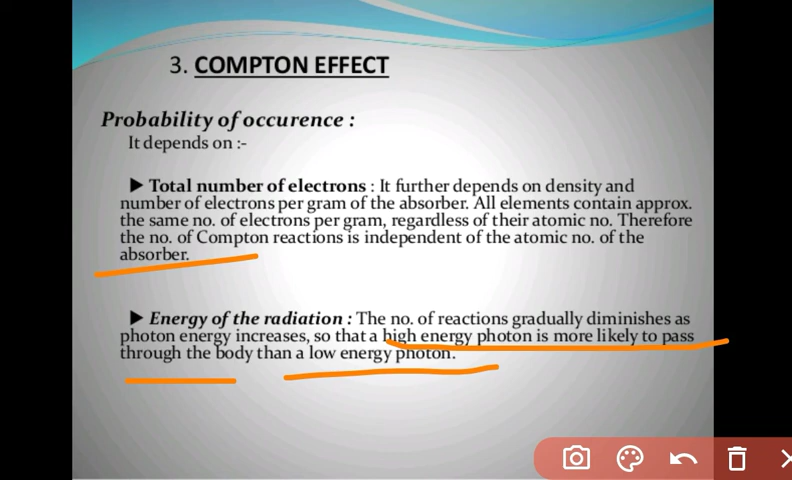 3. COMPTON EFFECT
Probability of occurence :
It depends on :-
▶ Total number of electrons : It further depends on density and
number of electrons per gram of the absorber. All elements contain approx.
the same no. of electrons per gram, regardless of their atomic no. Therefore
the no. of Compton reactions is independent of the atomic no. of the
absorber.
▶ Energy of the radiation : The no. of reactions gradually diminishes as
photon energy increases, so that a high energy photon is more likely to pass
through the body than a low energy photon.